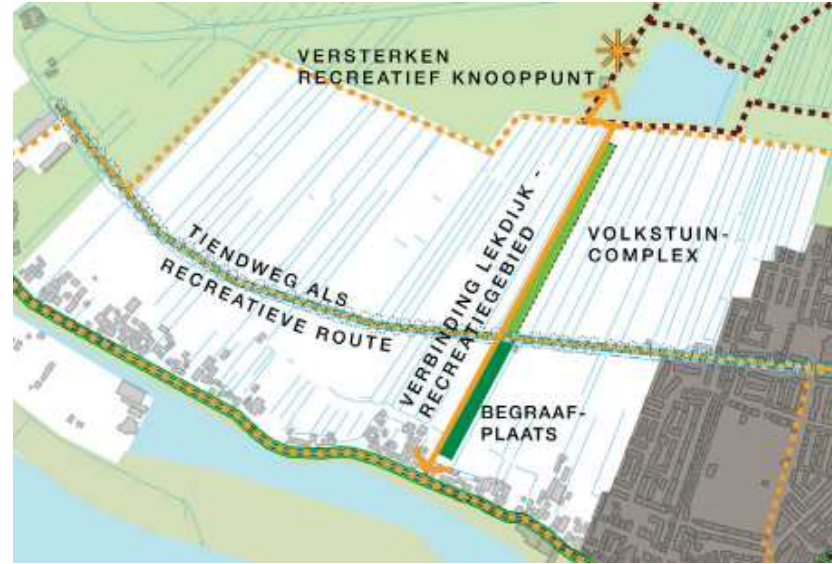 VERSTERKEN
RECREATIEF KNOOPPUNT
TIENDWEG ALS
RECREATIEVE ROUTE
VERBINDING LEKDIJK -
RECREATIEGEBIED
VOLKSTUIN-
COMPLEX
BEGRAAF-
PLAATS